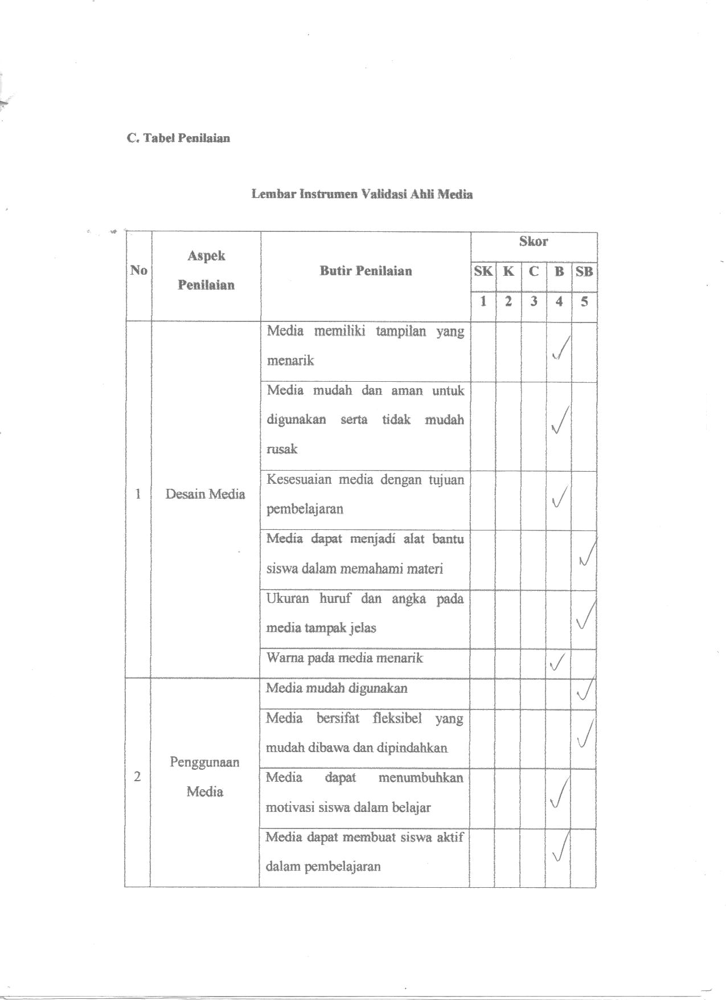 C. Tabel Penilaian
Lembar Instrumen Validasi Ahli Media
No
Aspek
Penilaian
Butir Penilaian
Skor
SK K C B SB
1 2 3 4 5
1
Desain Media
Media memiliki tampilan yang
menarik
✓
Media mudah dan aman untuk
digunakan serta tidak mudah
rusak
✓
Kesesuaian media dengan tujuan
pembelajaran
✓
Media dapat menjadi alat bantu
siswa dalam memahami materi
✓
Ukuran huruf dan angka pada
media tampak jelas
✓
Warna pada media menarik
✓
2
Penggunaan
Media
Media mudah digunakan
✓
Media bersifat fleksibel yang
mudah dibawa dan dipindahkan
✓
Media dapat menumbuhkan
motivasi siswa dalam belajar
✓
Media dapat membuat siswa aktif
dalam pembelajaran
✓